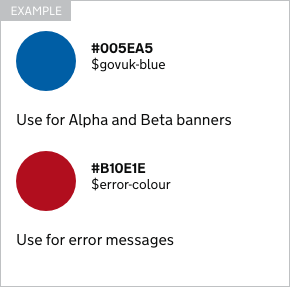 EXAMPLE
#005EA5
$govuk-blue
Use for Alpha and Beta banners
#B10E1E
$error-colour
Use for error messages